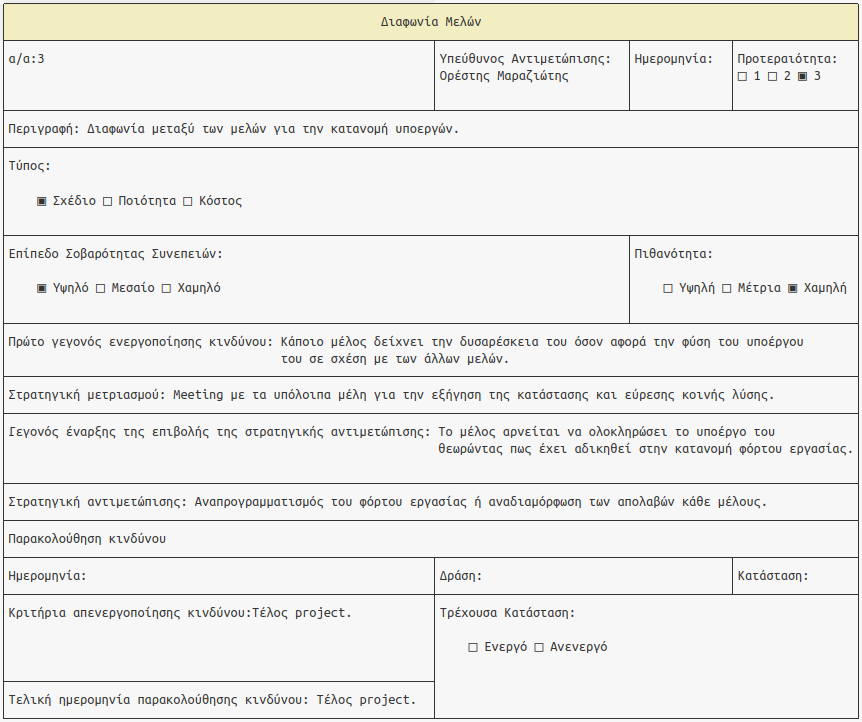 Διαφωνία Μελών
α/α:3
Υπεύθυνος Αντιμετώπισης:
Ορέστης Μαραζιώτης
Ημερομηνία:
Προτεραιότητα:
□ 1 □ 2 ▣ 3
Περιγραφή: Διαφωνία μεταξύ των μελών για την κατανομή υποεργών.
Τύπος:
▣ Σχέδιο □ Ποιότητα □ Κόστος
Επίπεδο Σοβαρότητας Συνεπειών:
▣ Υψηλό □ Μεσαίο □ Χαμηλό
Πιθανότητα:
□ Υψηλή □ Μέτρια ▣ Χαμηλή
Πρώτο γεγονός ενεργοποίησης κινδύνου: Κάποιο μέλος δείχνει την δυσαρέσκεια του όσον αφορά την φύση του υποέργου
του σε σχέση με των άλλων μελών.
Στρατηγική μετριασμού: Meeting με τα υπόλοιπα μέλη για την εξήγηση της κατάστασης και εύρεσης κοινής λύσης.
Γεγονός έναρξης της επιβολής της στρατηγικής αντιμετώπισης: Το μέλος αρνείται να ολοκληρώσει το υποέργο του
θεωρώντας πως έχει αδικηθεί στην κατανομή φόρτου εργασίας.
Στρατηγική αντιμετώπισης: Αναπρογραμματισμός του φόρτου εργασίας ή αναδιαμόρφωση των απολαβών κάθε μέλους.
Παρακολούθηση κινδύνου
Ημερομηνία:
Δράση:
Κατάσταση:
Κριτήρια απενεργοποίησης κινδύνου:Τέλος project.
Τρέχουσα Κατάσταση:
□ Ενεργό □ Ανενεργό
Τελική ημερομηνία παρακολούθησης κινδύνου: Τέλος project.